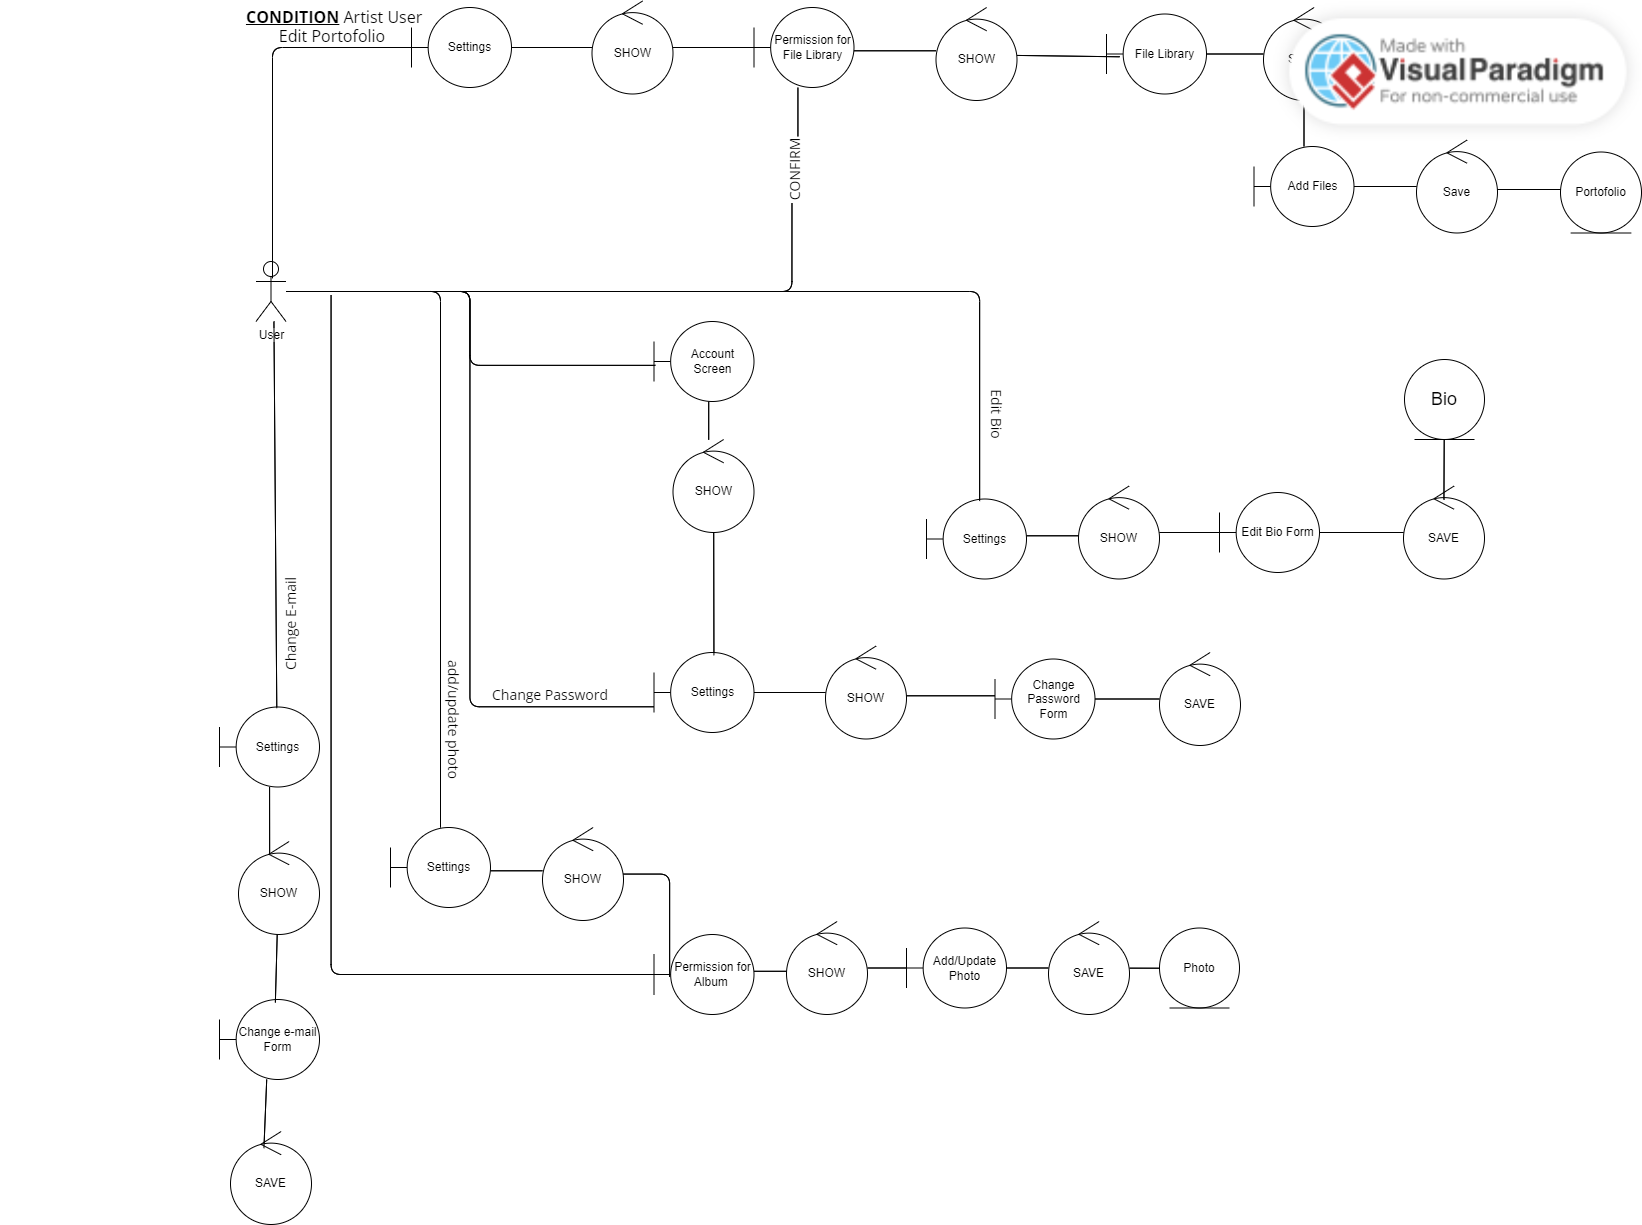 CONDITION Artist User
Edit Portofolio
Settings
SHOW
Permission for
File Library
SHOW
File Library
Made with
Visual Paradigm
For non-commercial use
CONFIRM
Add Files
Save
Portofolio
User
Account
Screen
SHOW
Edit Bio
Bio
Settings
SHOW
Edit Bio Form
SAVE
Change E-mail
add/update photo
Change Password
Settings
SHOW
Change
Password
Form
SAVE
Settings
Settings
SHOW
SHOW
Permission for
Album
SHOW
Add/Update
Photo
SAVE
Photo
Change e-mail
Form
SAVE